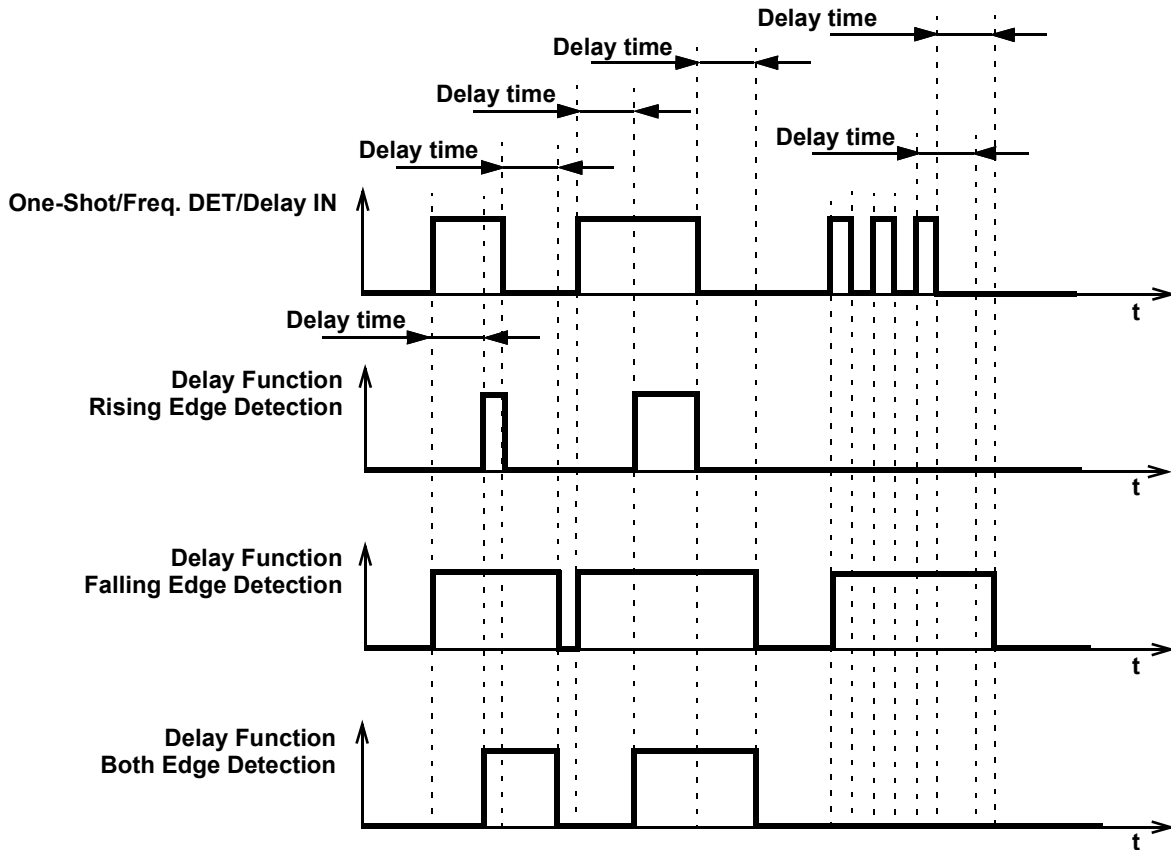 Delay time
Delay time
Delay time
Delay time
Delay time
One-Shot/Freq. DET/Delay IN
t
Delay time
Delay Function
Rising Edge Detection
t
Delay Function
Falling Edge Detection
t
Delay Function
Both Edge Detection
t